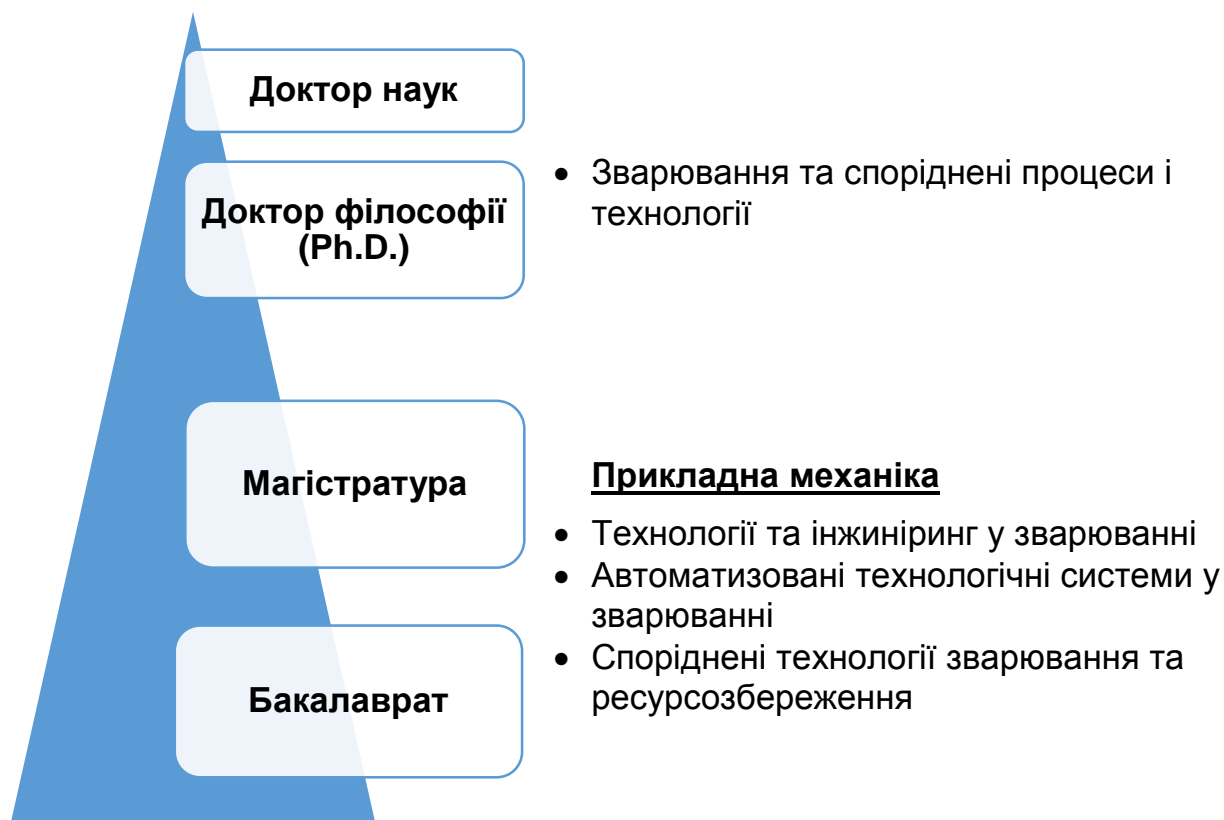 Доктор наук
Доктор філософії
(Ph.D.)
• Зварювання та споріднені процеси і
технології
Магістратура
Прикладна механіка
• Технології та інжиніринг у зварюванні
• Автоматизовані технологічні системи у
зварюванні
• Споріднені технології зварювання та
ресурсозбереження
Бакалаврат